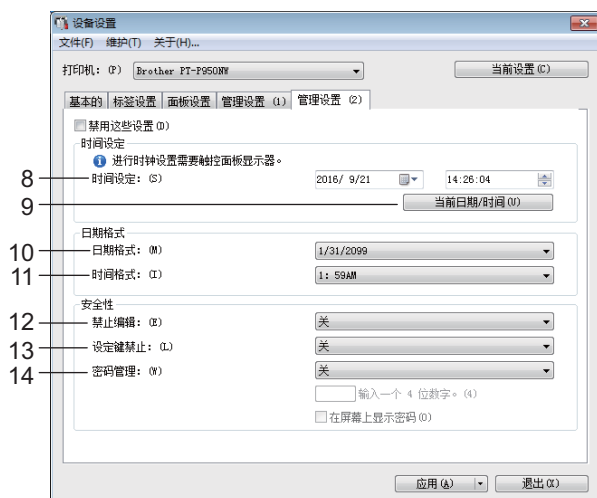 设备设置
文件(F) 维护(T) 关于(H)...
打印机: (P) Brother PT-P950NW 当前设置(C)
基本的 标签设置 面板设置 管理设置 (1) 管理设置 (2)
禁用这些设置(D)
时间设定
进行时钟设置需要触控面板显示器。
8 时间设定: (S) 2016/ 9/21 14:26:04
9 当前日期/时间(U)
日期格式
10 日期格式: (M) 1/31/2099
11 时间格式: (I) 1: 59AM
安全性
12 禁止编辑: (E) 关
13 设定键禁止: (L) 关
14 密码管理: (W) 关
输入一个 4 位数字。(4)
在屏幕上显示密码(O)
应用(A) 退出(X)